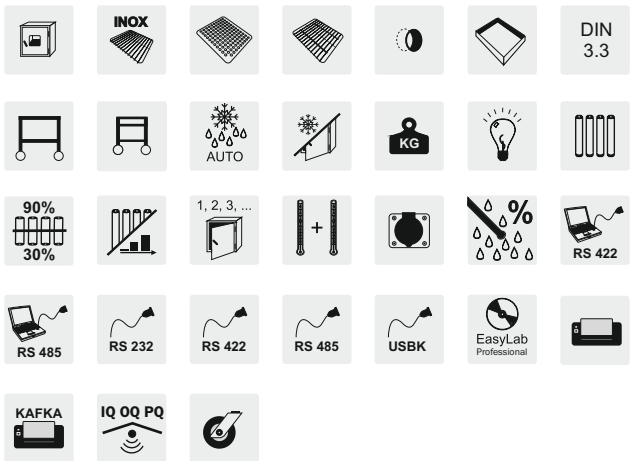 INOX
DIN
3.3
AUTO
KG
90%
30%
1, 2, 3, ...
+
%
RS 422
RS 485
RS 232
RS 422
RS 485
USBK
EasyLab
Professional
KAFKA
IQ OQ PQ